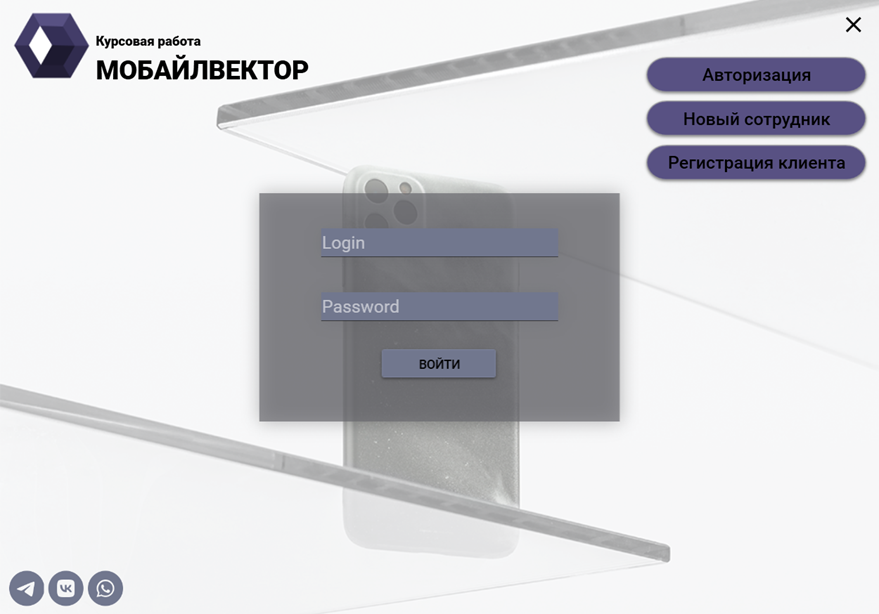 Курсовая работа
МОБАЙЛВЕКТОР
Авторизация
Новый сотрудник
Регистрация клиента
Login
Password
ВОЙТИ